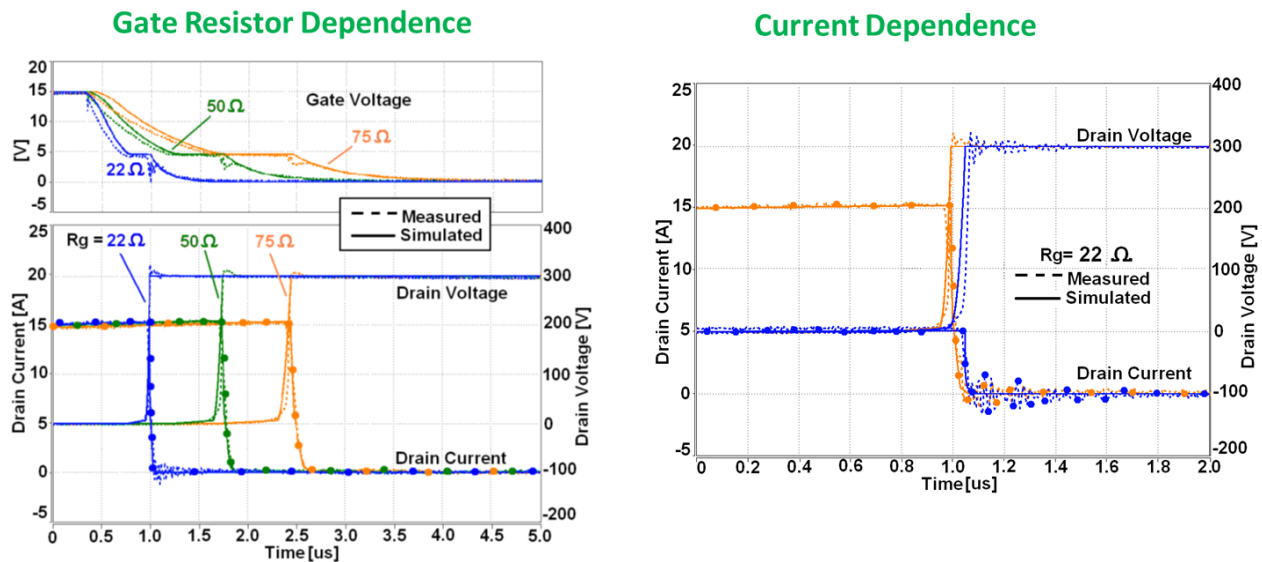 Gate Resistor Dependence
20
15
10
5
0
-5
[V]
50 Ω
Gate Voltage
75 Ω
22 Ω
Measured
Simulated
25
20
15
10
5
0
-5
Drain Current [A]
Rg = 22 Ω
50 Ω
75 Ω
Drain Voltage
Drain Current
400
300
200
100
0
-100
-200
Drain Voltage [V]
0 0.5 1.0 1.5 2.0 2.5 3.0 3.5 4.0 4.5 5.0
Time [us]
Current Dependence
25
20
15
10
5
0
-5
Drain Current [A]
Drain Voltage
Rg= 22 Ω
Measured
Simulated
Drain Current
400
300
200
100
0
-100
-200
Drain Voltage [V]
0 0.2 0.4 0.6 0.8 1.0 1.2 1.4 1.6 1.8 2.0
Time [us]